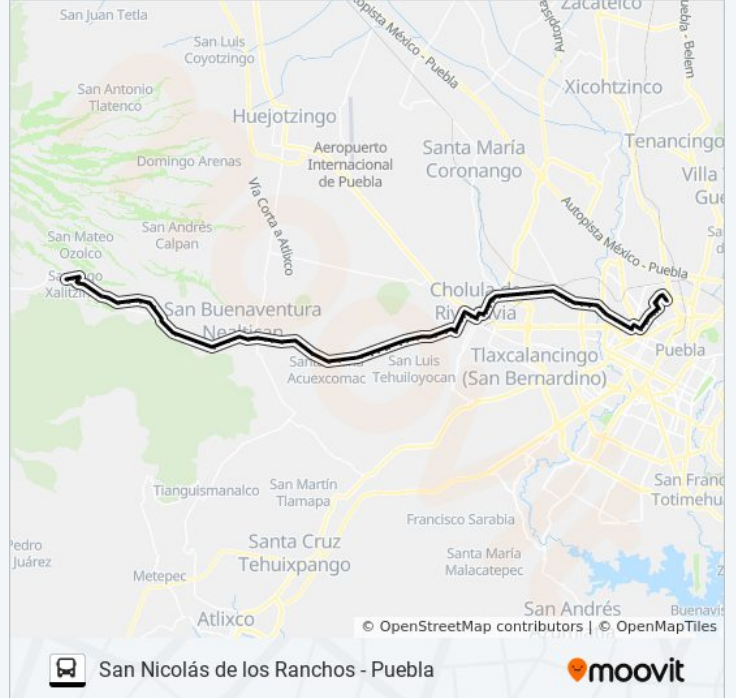 San Juan Tetla
Zacatelco
San Luis
Coyotzingo
Autopista México - Puebla
Autopista
Puebla - Belem
San Antonio
Tlatenco
Xicohtzinco
Huejotzingo
Aeropuerto
Internacional
de Puebla
Santa María
Coronango
Tenancingo
Domingo Arenas
Villa
Vía Corta a Atlixco
Autopista México - Puebla
San Mateo
Ozolco
San Andrés
Calpan
San Buenaventura
Nealtican
Cholula de
San Luis
Tehuiloyocan
Acuexcomac
Tlaxcalancingo
(San Bernardino)
Puebla
San Martín
Tlamapa
Tianguismanalco
San Franc
Totimehu
Francisco Sarabia
Santa Cruz
Tehuixpango
Santa María
Malacatepec
Pedro
Juárez
Metepec
Atlixco
San Andrés
Buenavis
© OpenStreetMap contributors | © OpenMapTiles
San Nicolás de los Ranchos - Puebla
moovit